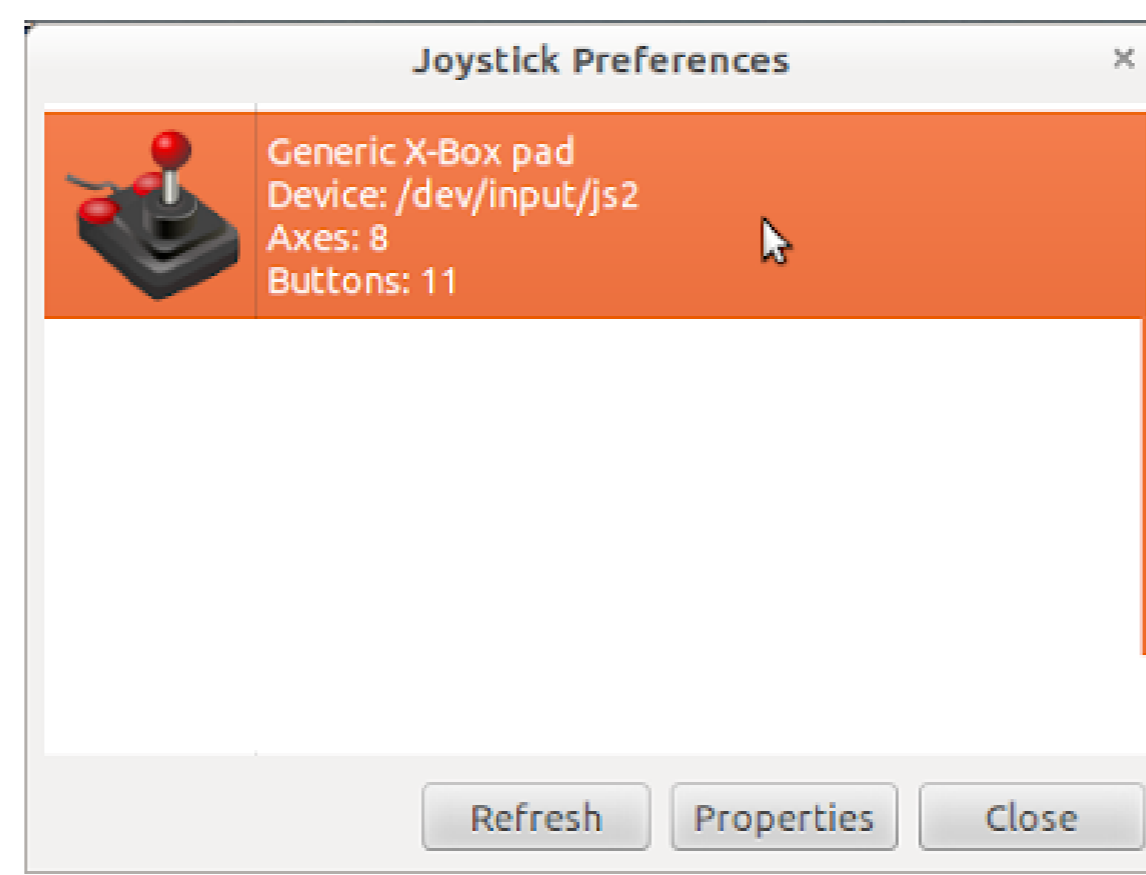 Joystick Preferences
Generic X-Box pad
Device: /dev/input/js2
Axes: 8
Buttons: 11
Refresh Properties Close